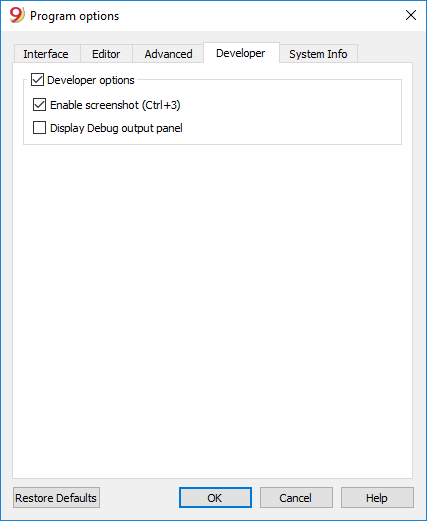 Program options
Interface Editor Advanced Developer System Info
Developer options
Enable screenshot (Ctrl+3)
Display Debug output panel
Restore Defaults OK Cancel Help